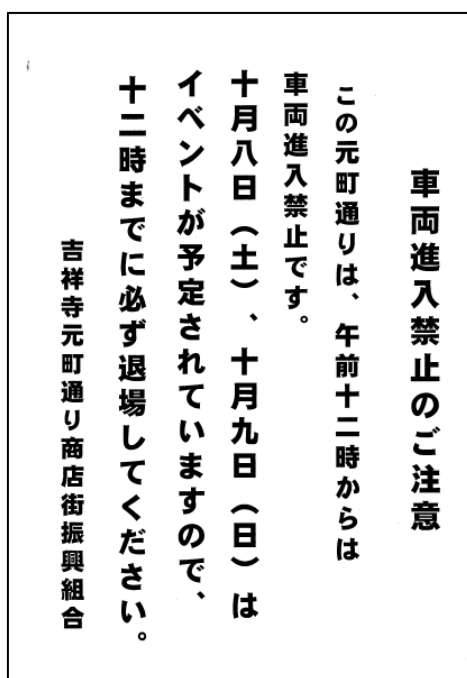 車両進入禁止のご注意
この元町通りは、午前十二時からは
車両進入禁止です。
十月八日（土）、十月九日（日）は
イベントが予定されていますので、
十二時までに必ず退場してください。
吉祥寺元町通り商店街振興組合